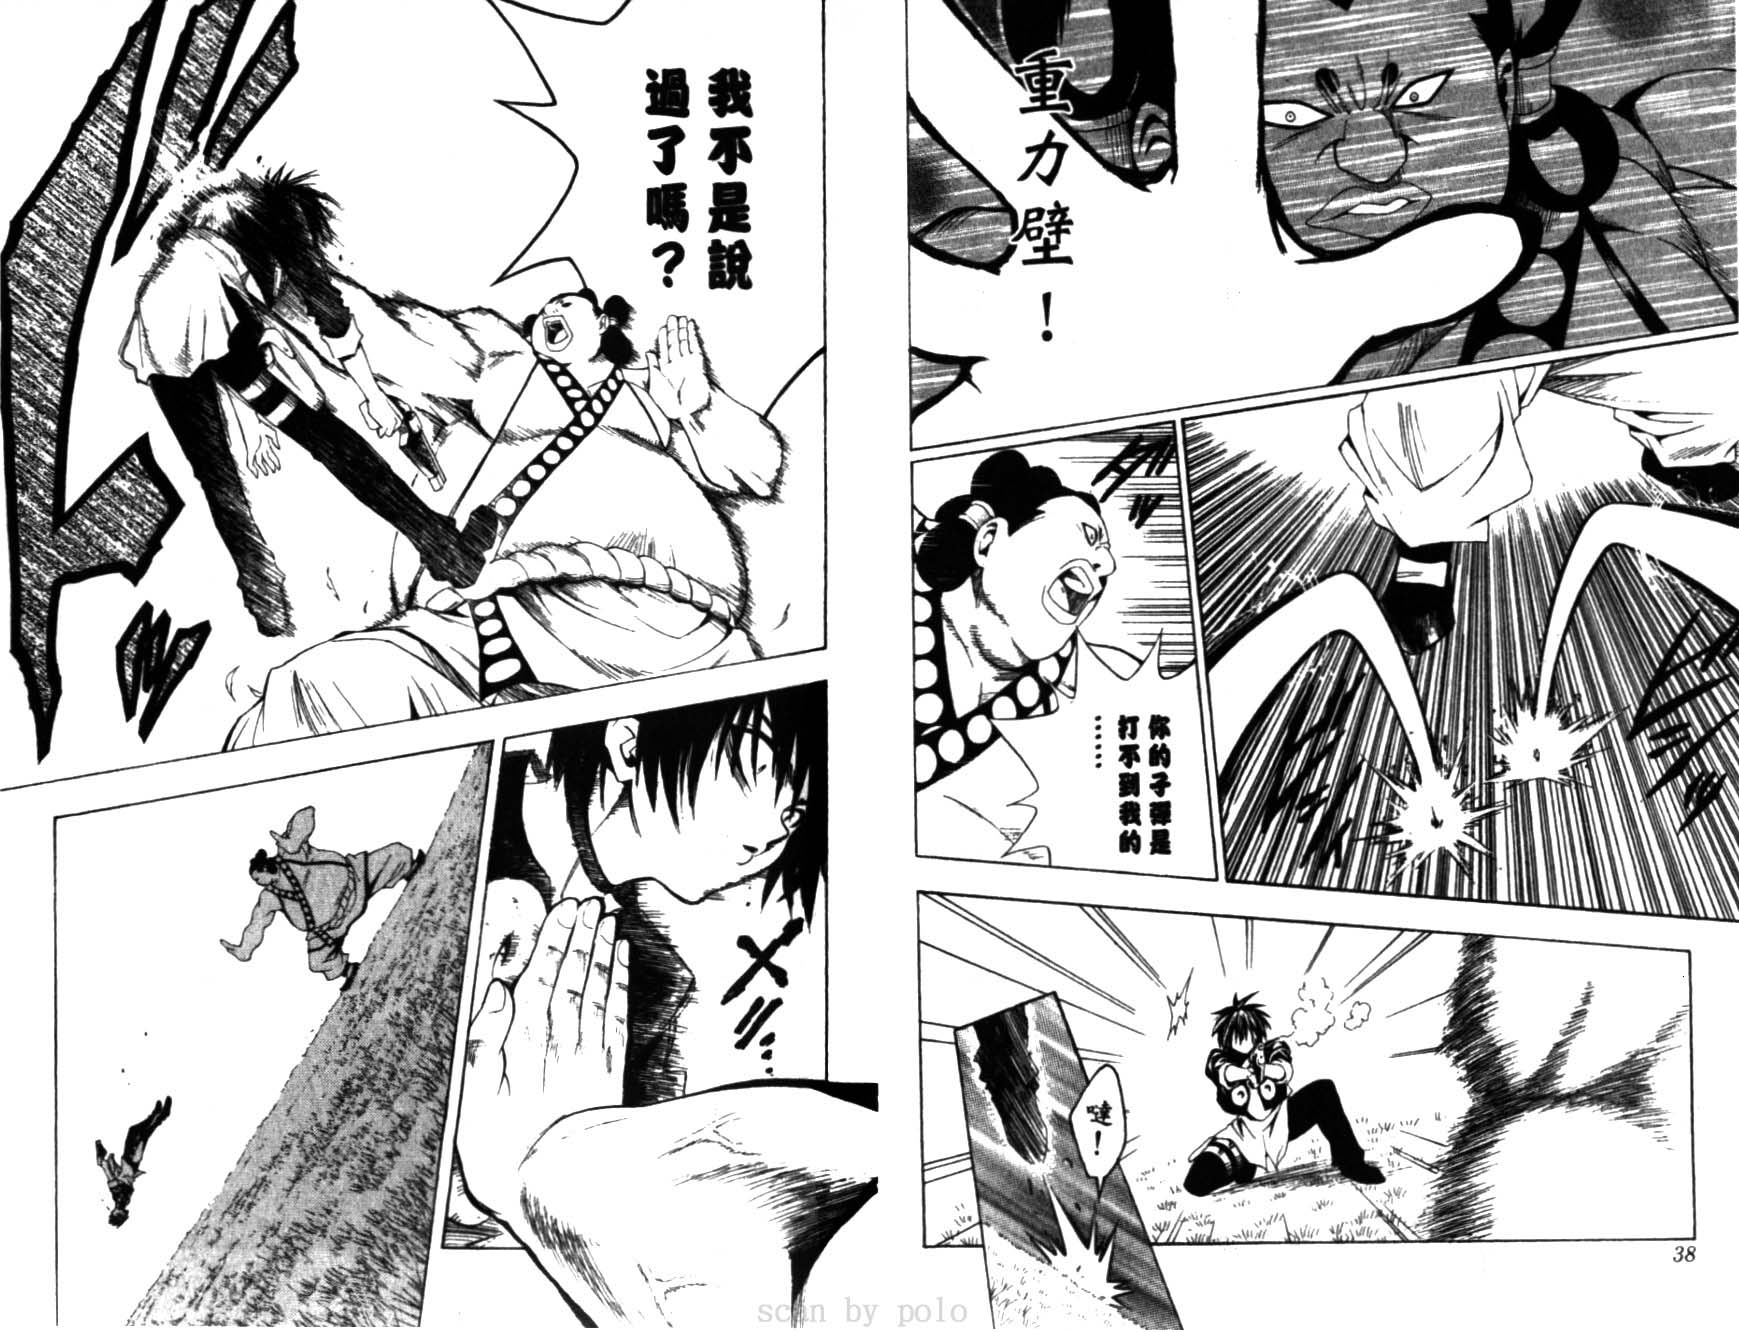 重力壁！
你的子彈是
打不到我的
……
噠！
38
我不是說
過了嗎？
scan by polo